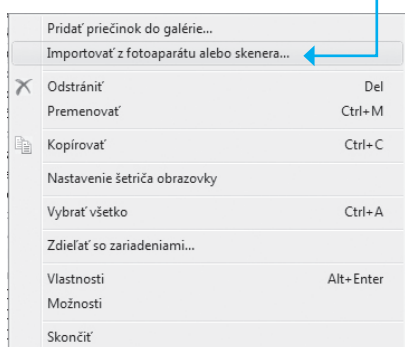 Pridať priečinok do galérie...
Importovať z fotoaparátu alebo skenera...
Odstrániť Del
Premenovať Ctrl+M
Kopírovať Ctrl+C
Nastavenie šetriča obrazovky
Vybrať všetko Ctrl+A
Zdieľať so zariadeniami...
Vlastnosti Alt+Enter
Možnosti
Skončiť